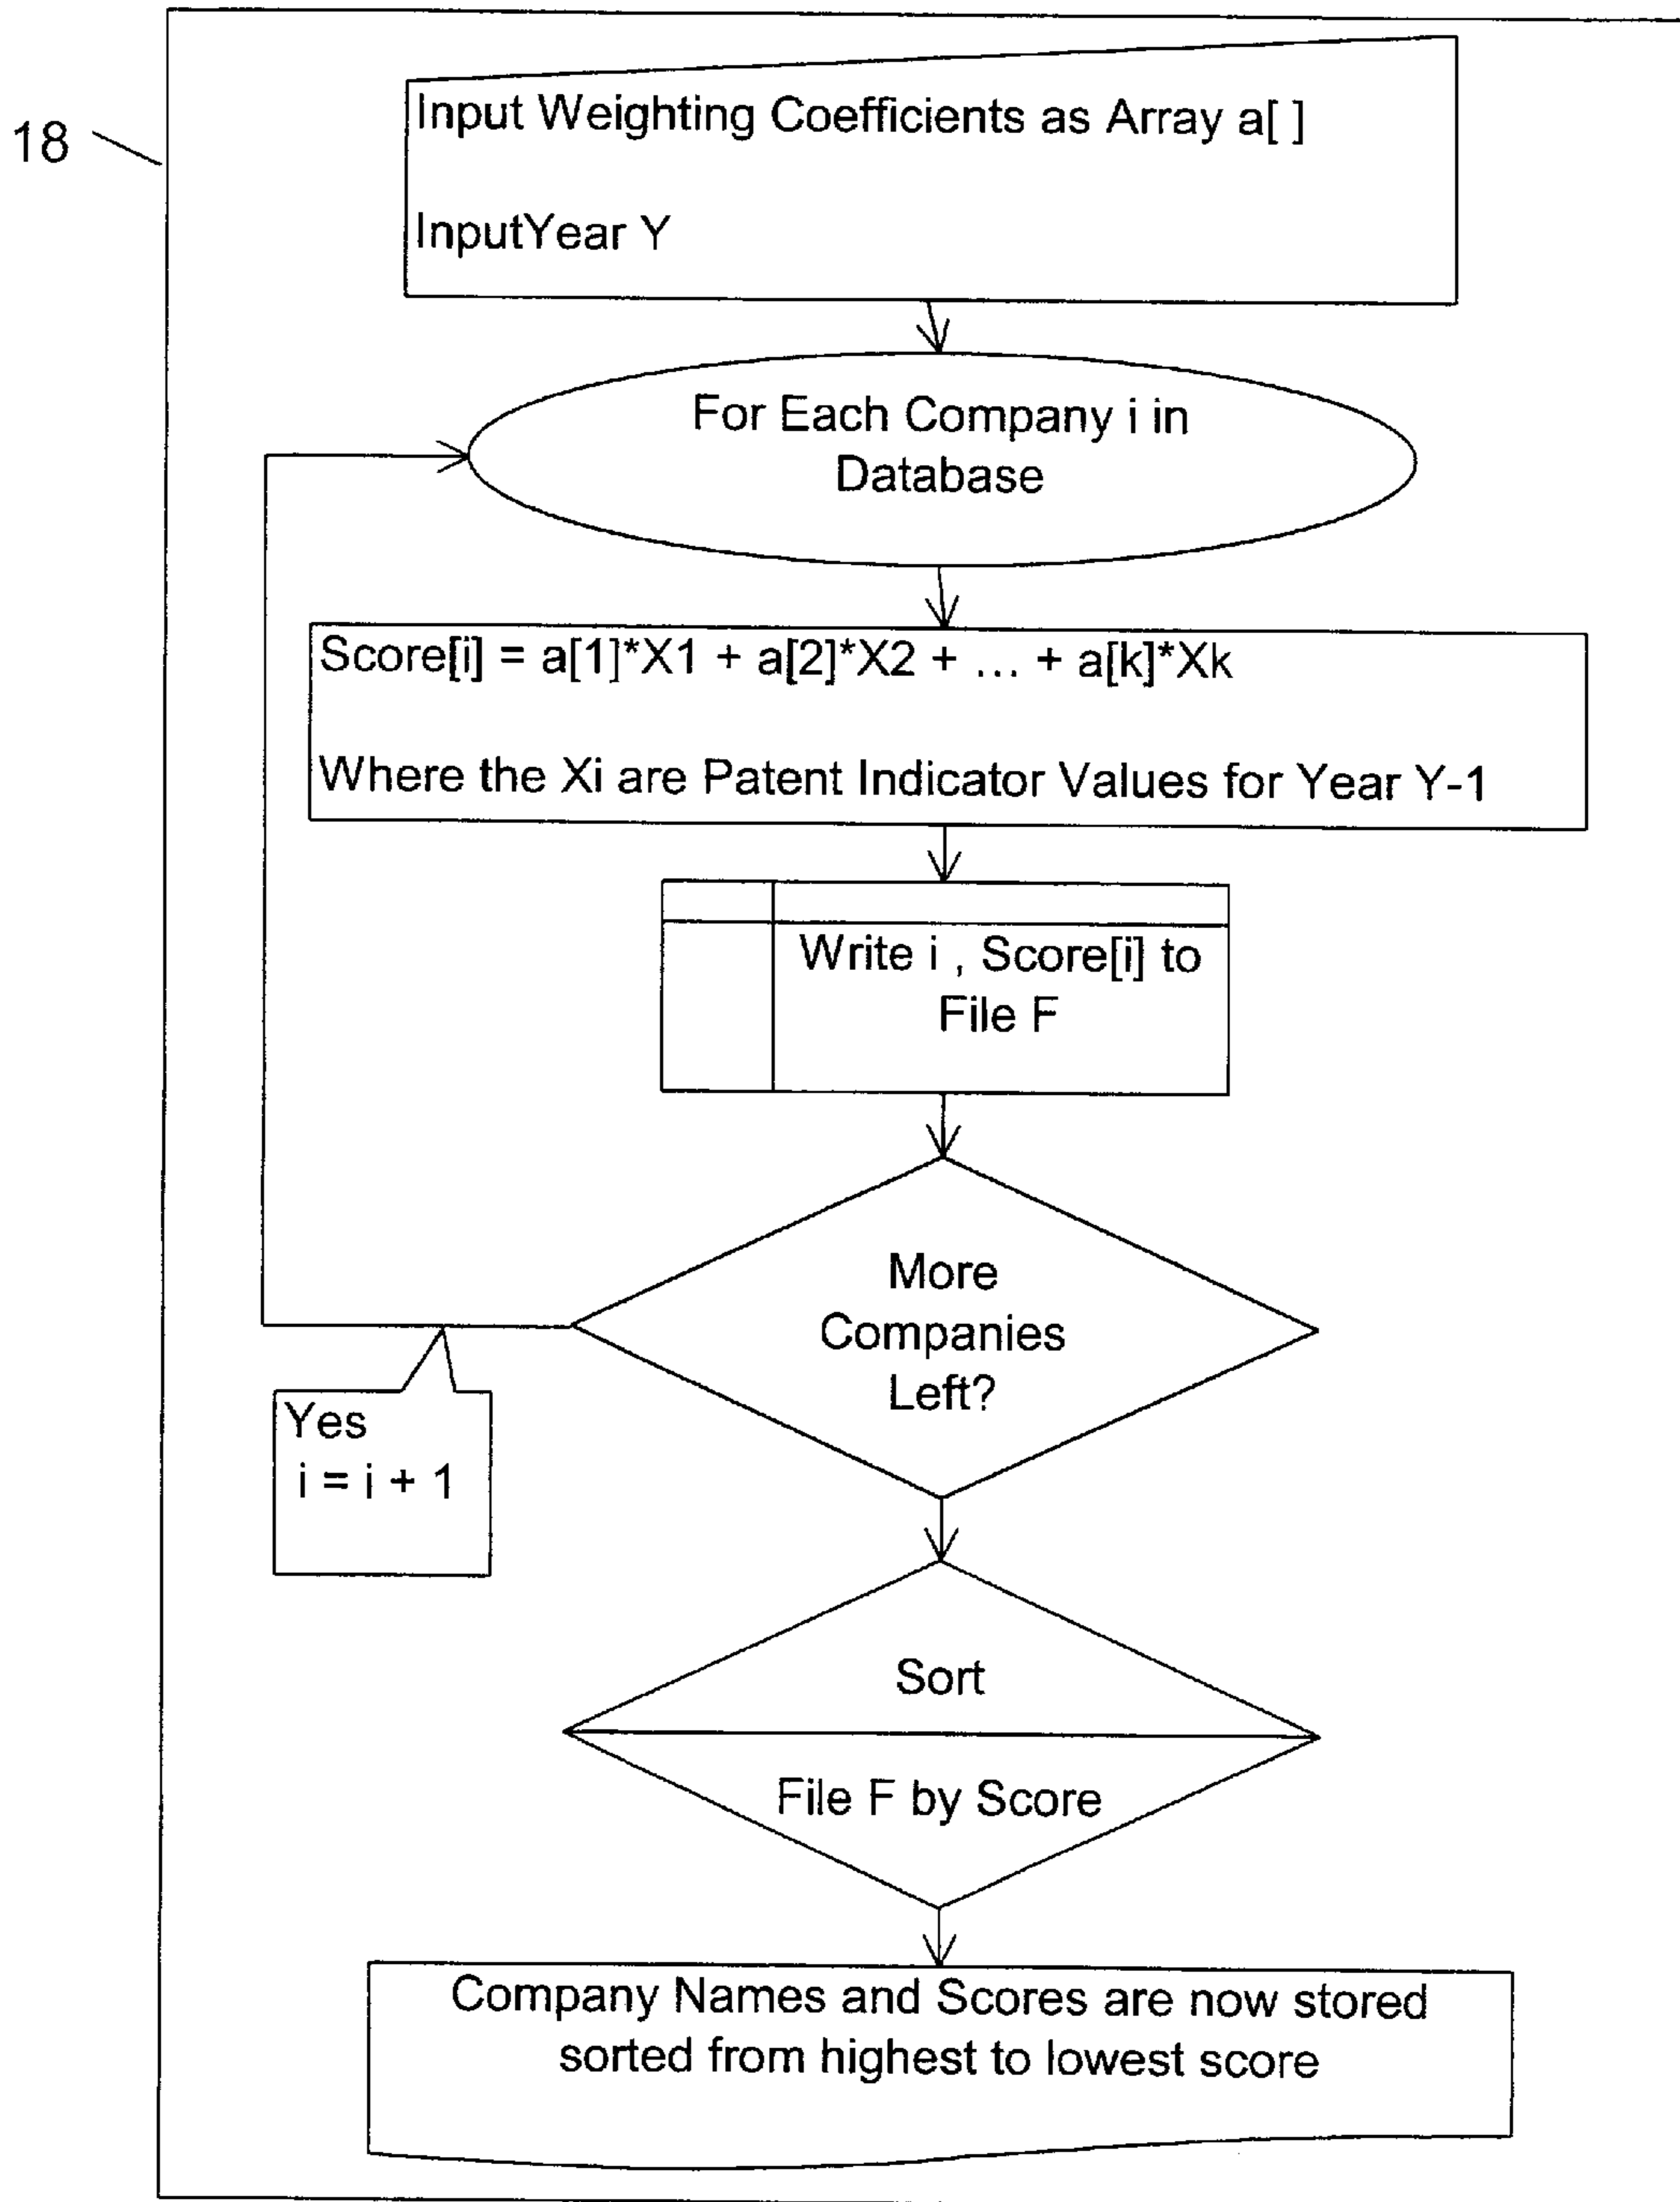 18
Input Weighting Coefficients as Array a[ ]
InputYear Y
For Each Company i in
Database
Score[i] = a[1]*X1 + a[2]*X2 + ... + a[k]*Xk
Where the Xi are Patent Indicator Values for Year Y-1
Write i , Score[i] to
File F
More
Companies
Left?
Yes
i = i + 1
Sort
File F by Score
Company Names and Scores are now stored
sorted from highest to lowest score